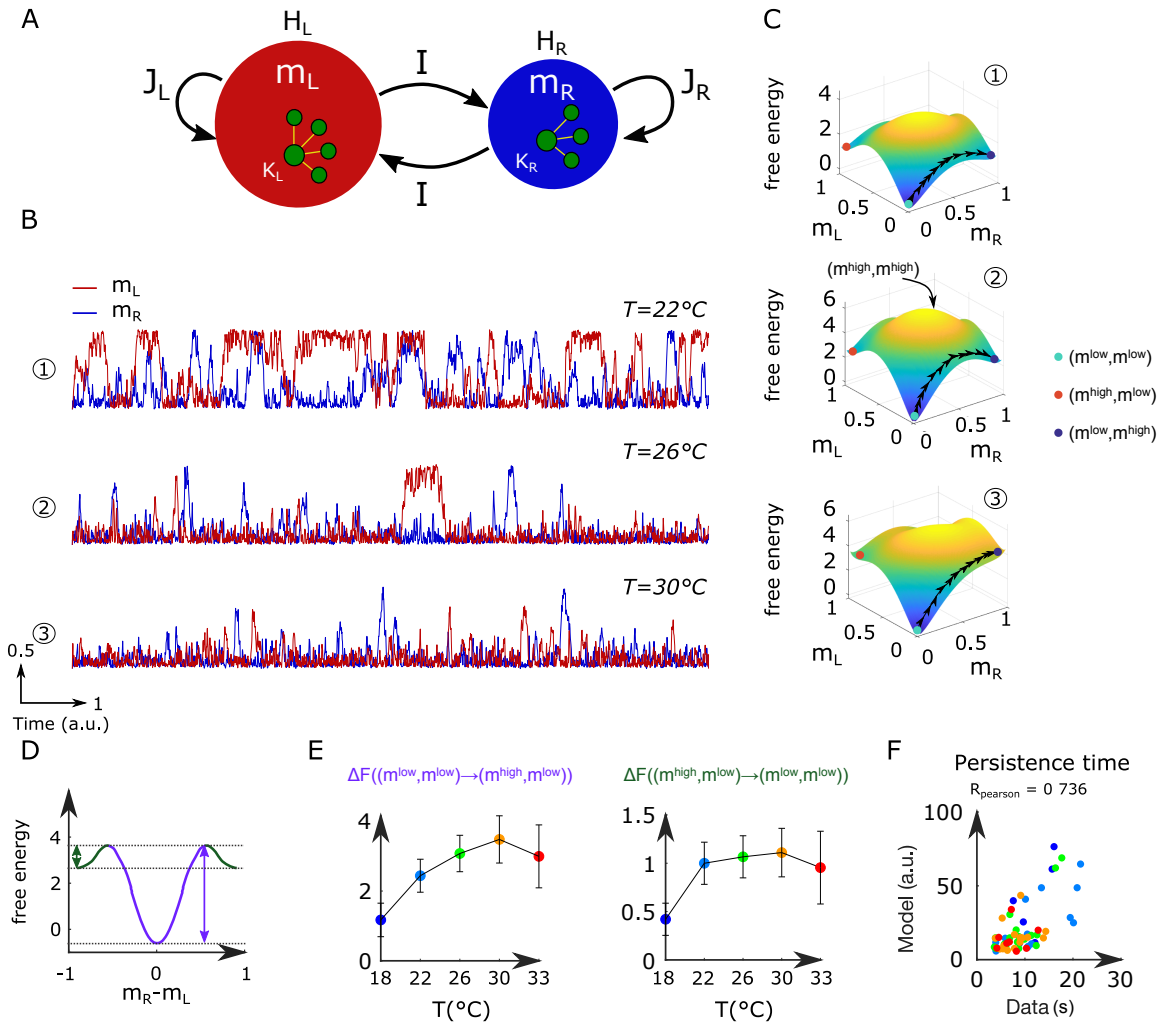 A
H_L
H_R
J_L
m_L
K_L
I
I
m_R
K_R
J_R
B
m_L
m_R
T=22°C
①
T=26°C
②
T=30°C
③
0.5
1
Time (a.u.)
C
①
free energy
4
2
0
1
0.5
0
m_L
0
0.5
1
m_R
(m^high,m^high)
②
free energy
6
4
2
0
1
0.5
0
m_L
0
0.5
1
m_R
(m^low,m^low)
(m^high,m^low)
(m^low,m^high)
③
free energy
6
4
2
0
1
0.5
0
m_L
0
0.5
1
m_R
D
free energy
4
2
0
-1
0
1
m_R-m_L
E
ΔF((m^low,m^low)→(m^high,m^low))
4
2
0
18
22
26
30
33
T(°C)
ΔF((m^high,m^low)→(m^low,m^low))
1.5
1
0.5
0
18
22
26
30
33
T(°C)
F
Persistence time
R_pearson = 0 736
Model (a.u.)
100
50
0
0
10
20
30
Data (s)